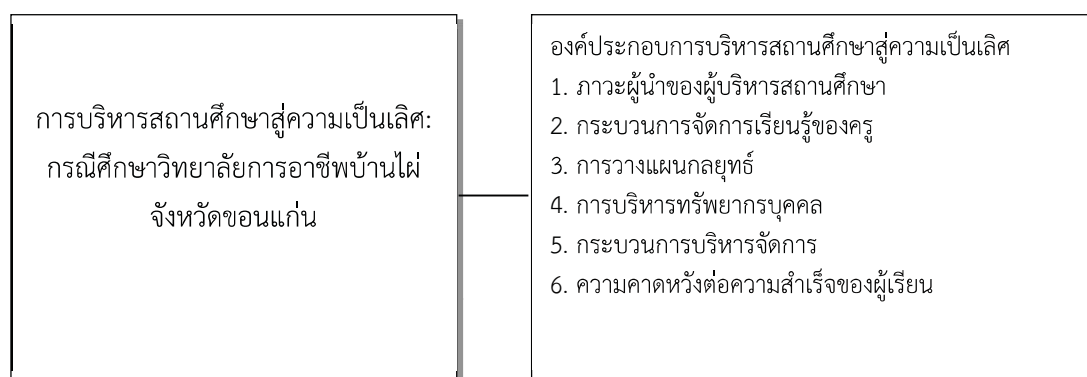 การบริหารสถานศึกษาสู่ความเป็นเลิศ:
กรณีศึกษาวิทยาลัยการอาชีพบ้านไผ่
จังหวัดขอนแก่น
องค์ประกอบการบริหารสถานศึกษาสู่ความเป็นเลิศ
1. ภาวะผู้นำของผู้บริหารสถานศึกษา
2. กระบวนการจัดการเรียนรู้ของครู
3. การวางแผนกลยุทธ์
4. การบริหารทรัพยากรบุคคล
5. กระบวนการบริหารจัดการ
6. ความคาดหวังต่อความสำเร็จของผู้เรียน